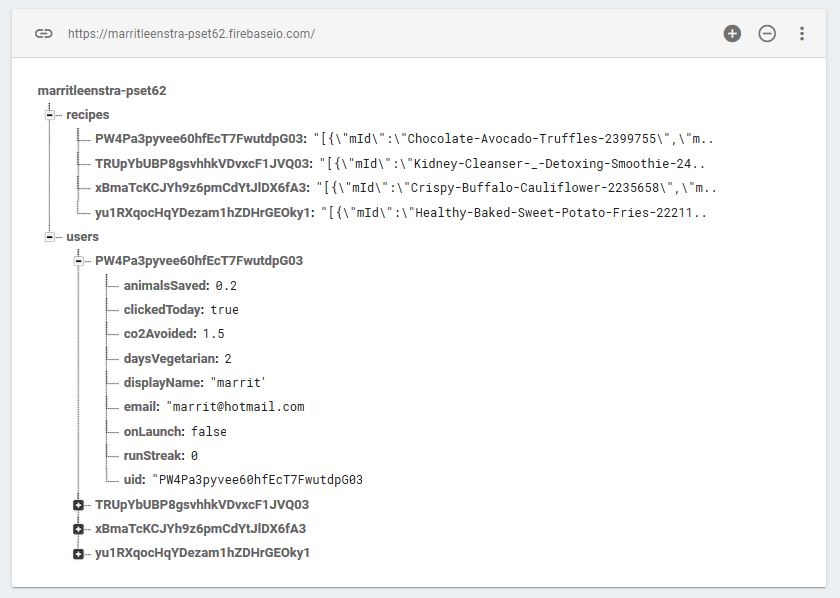 https://marritleenstra-pset62.firebaseio.com/
marritleenstra-pset62
recipes
PW4Pa3pyvee60hfEcT7FwutdpG03: "[{\"mId\":\"Chocolate-Avocado-Truffles-2399755\",\"m..
TRUpYbUBP8gsvhhkVDvxcF1JVQ03: "[{\"mId\":\"Kidney-Cleanser-_-Detoxing-Smoothie-24..
xBmaTcKCJYh9z6pmCdYtJlDX6fA3: "[{\"mId\":\"Crispy-Buffalo-Cauliflower-2235658\",\"m..
yu1RXqocHqYDezam1hZDHrGEOky1: "[{\"mId\":\"Healthy-Baked-Sweet-Potato-Fries-22211..
users
PW4Pa3pyvee60hfEcT7FwutdpG03
animalsSaved: 0.2
clickedToday: true
co2Avoided: 1.5
daysVegetarian: 2
displayName: "marrit'
email: "marrit@hotmail.com
onLaunch: false
runStreak: 0
uid: "PW4Pa3pyvee60hfEcT7FwutdpG03
TRUpYbUBP8gsvhhkVDvxcF1JVQ03
xBmaTcKCJYh9z6pmCdYtJlDX6fA3
yu1RXqocHqYDezam1hZDHrGEOky1